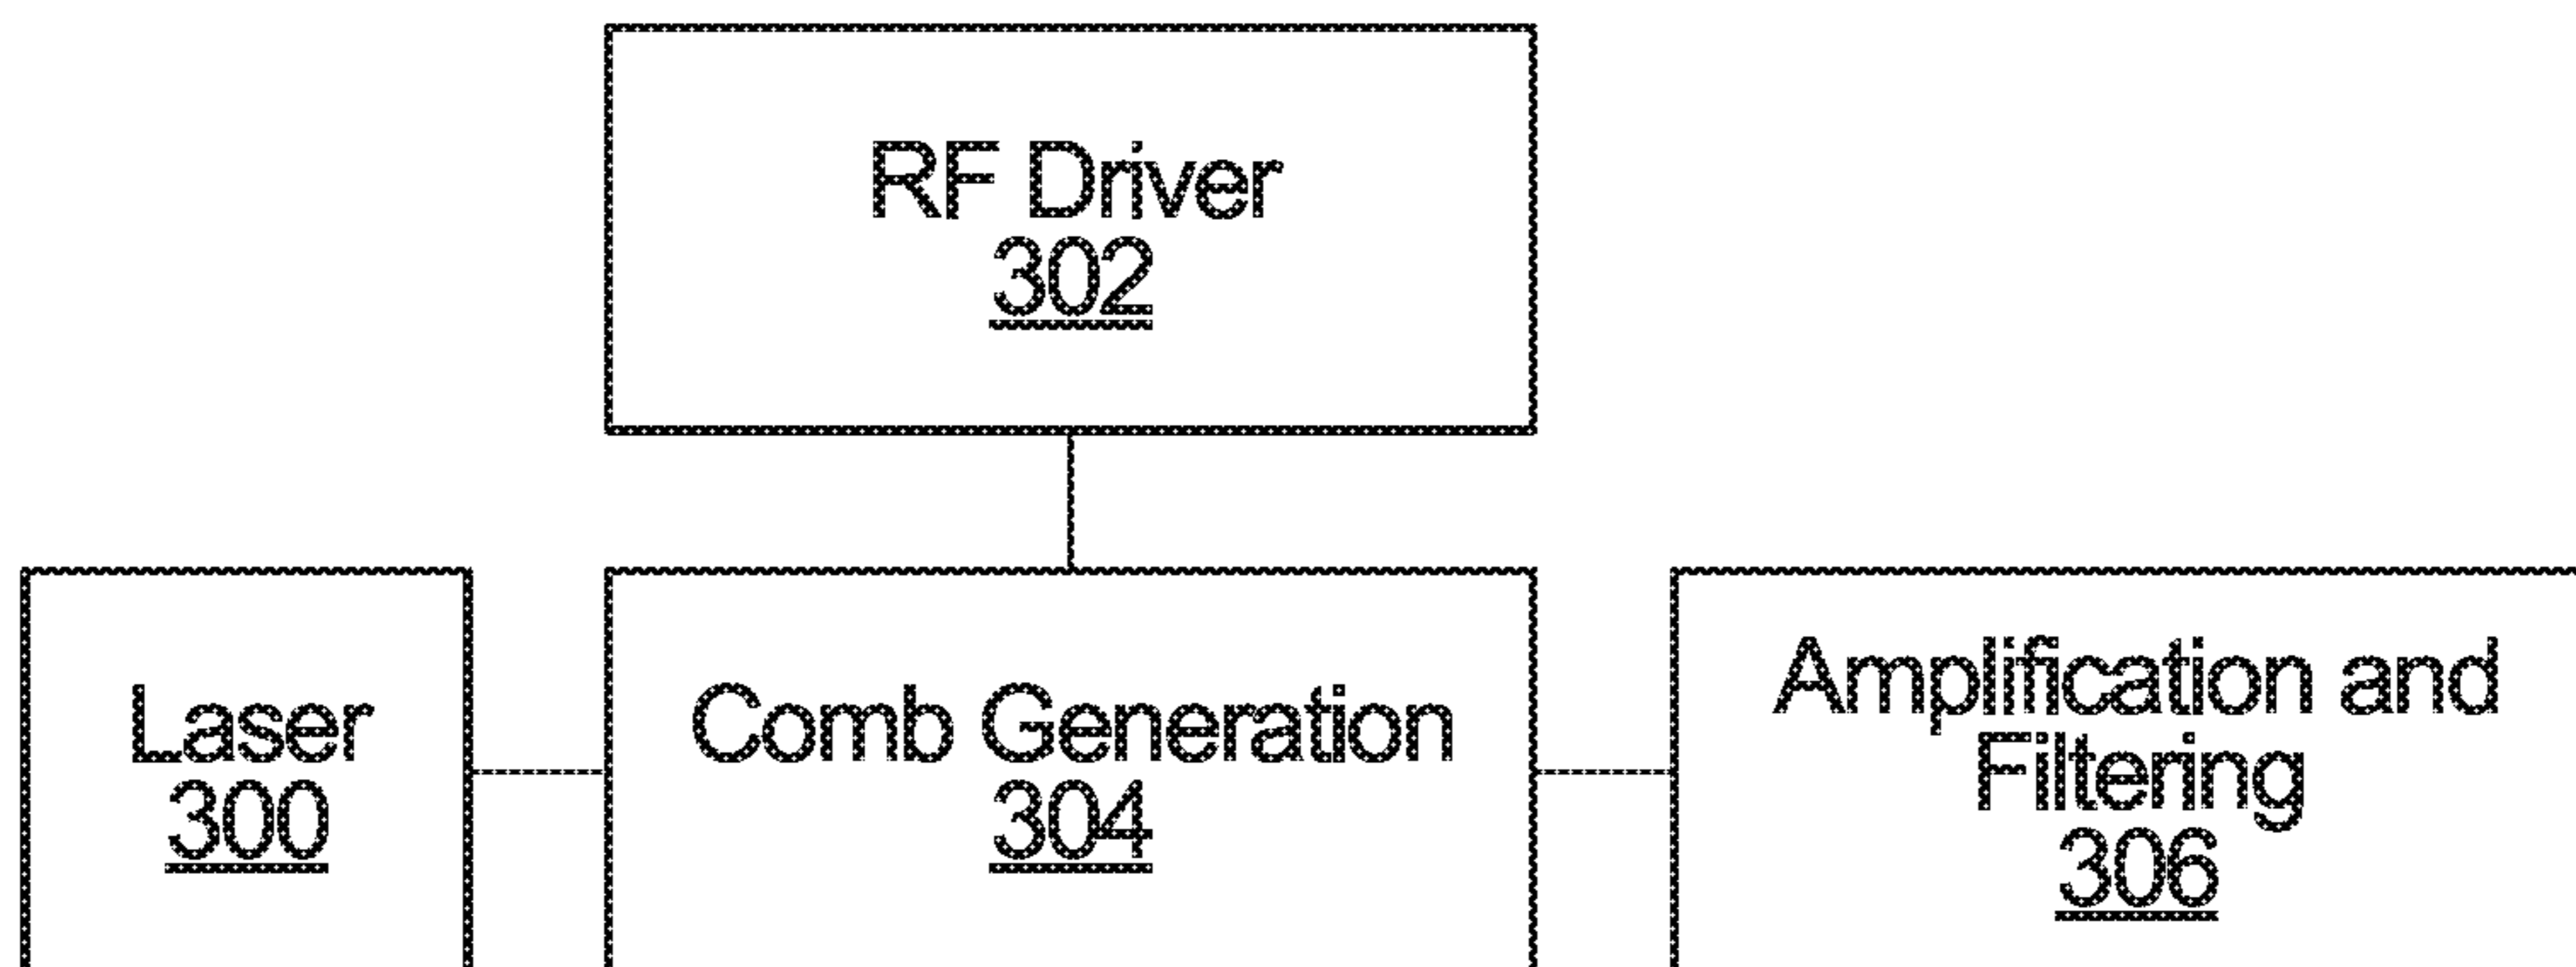 RF Driver
302
Laser
300
Comb Generation
304
Amplification and
Filtering
306